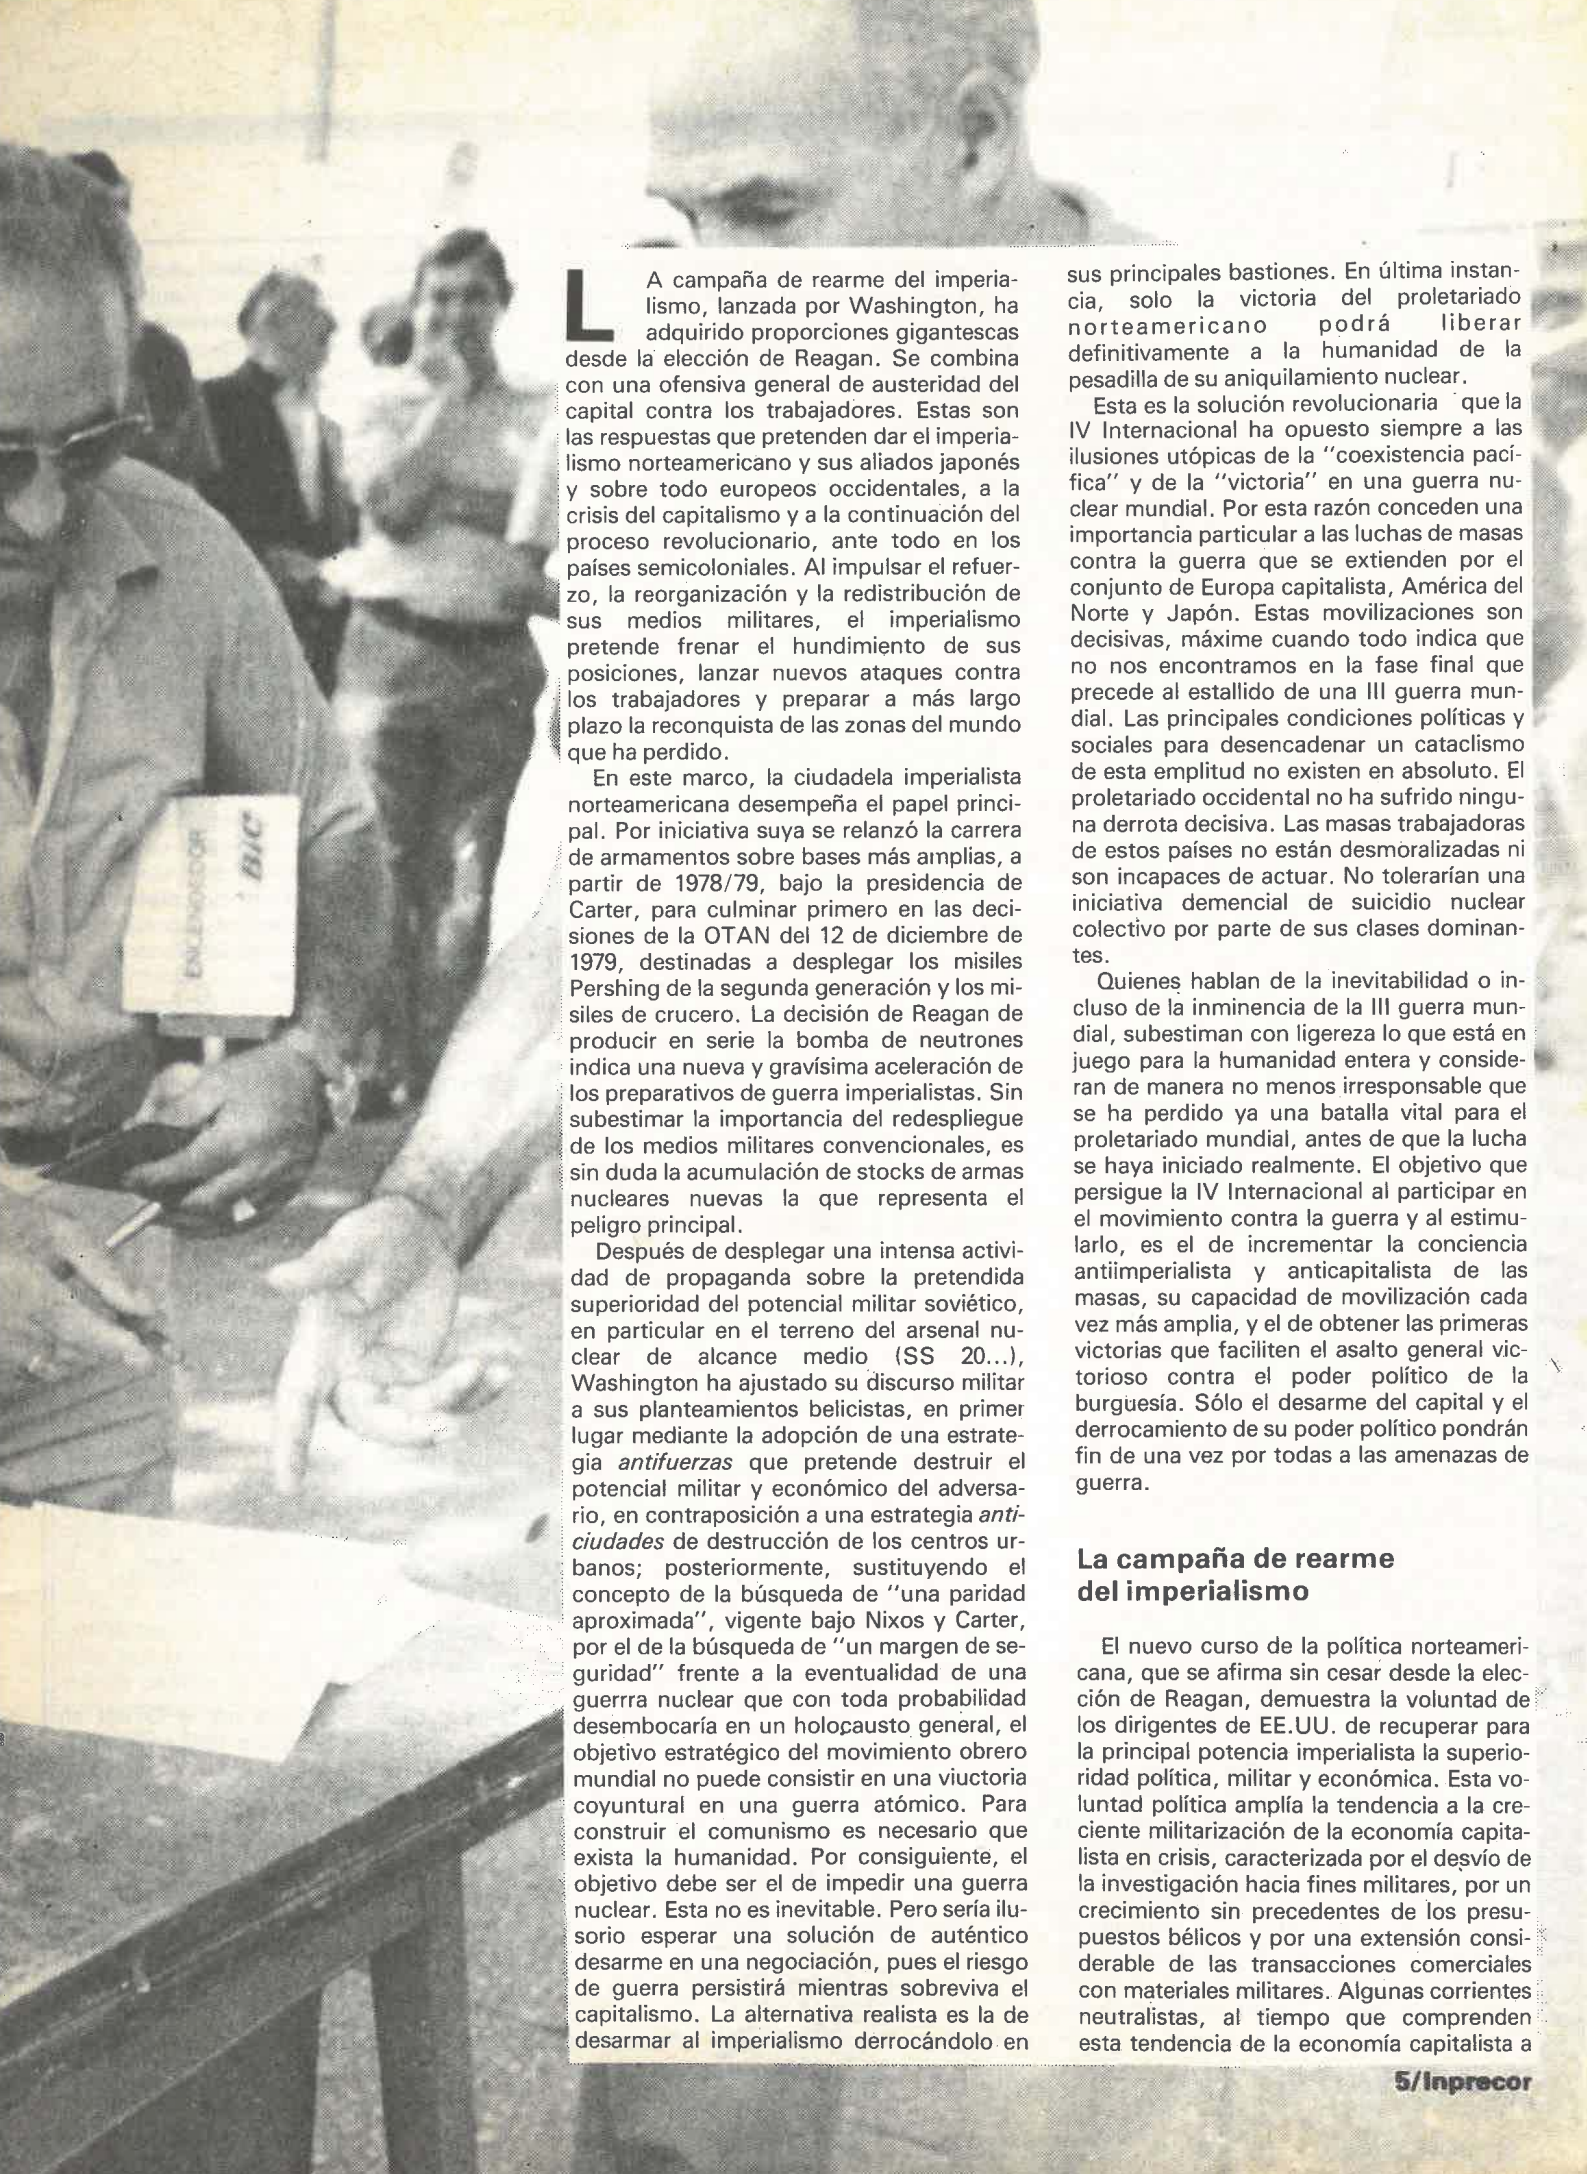 LA campaña de rearme del imperia-
lismo, lanzada por Washington, ha
adquirido proporciones gigantescas
desde la elección de Reagan. Se combina
con una ofensiva general de austeridad del
capital contra los trabajadores. Estas son
las respuestas que pretenden dar el imperia-
lismo norteamericano y sus aliados japonés
y sobre todo europeos occidentales, a la
crisis del capitalismo y a la continuación del
proceso revolucionario, ante todo en los
países semicoloniales. Al impulsar el refuer-
zo, la reorganización y la redistribución de
sus medios militares, el imperialismo
pretende frenar el hundimiento de sus
posiciones, lanzar nuevos ataques contra
los trabajadores y preparar a más largo
plazo la reconquista de las zonas del mundo
que ha perdido.
En este marco, la ciudadela imperialista
norteamericana desempeña el papel princi-
pal. Por iniciativa suya se relanzó la carrera
de armamentos sobre bases más amplias, a
partir de 1978/79, bajo la presidencia de
Carter, para culminar primero en las deci-
siones de la OTAN del 12 de diciembre de
1979, destinadas a desplegar los misiles
Pershing de la segunda generación y los mi-
siles de crucero. La decisión de Reagan de
producir en serie la bomba de neutrones
indica una nueva y gravísima aceleración de
los preparativos de guerra imperialistas. Sin
subestimar la importancia del redespliegue
de los medios militares convencionales, es
sin duda la acumulación de stocks de armas
nucleares nuevas la que representa el
peligro principal.
Después de desplegar una intensa activi-
dad de propaganda sobre la pretendida
superioridad del potencial militar soviético,
en particular en el terreno del arsenal nu-
clear de alcance medio (SS 20...),
Washington ha ajustado su discurso militar
a sus planteamientos belicistas, en primer
lugar mediante la adopción de una estrate-
gia antifuerzas que pretende destruir el
potencial militar y económico del adversa-
rio, en contraposición a una estrategia anti-
ciudades de destrucción de los centros ur-
banos; posteriormente, sustituyendo el
concepto de la búsqueda de "una paridad
aproximada", vigente bajo Nixos y Carter,
por el de la búsqueda de "un margen de se-
guridad" frente a la eventualidad de una
guerrra nuclear que con toda probabilidad
desembocaría en un holocausto general, el
objetivo estratégico del movimiento obrero
mundial no puede consistir en una viuctoria
coyuntural en una guerra atómico. Para
construir el comunismo es necesario que
exista la humanidad. Por consiguiente, el
objetivo debe ser el de impedir una guerra
nuclear. Esta no es inevitable. Pero sería ilu-
sorio esperar una solución de auténtico
desarme en una negociación, pues el riesgo
de guerra persistirá mientras sobreviva el
capitalismo. La alternativa realista es la de
desarmar al imperialismo derrocándolo en
sus principales bastiones. En última instan-
cia, solo la victoria del proletariado
norteamericano podrá liberar
definitivamente a la humanidad de la
pesadilla de su aniquilamiento nuclear.
Esta es la solución revolucionaria que la
IV Internacional ha opuesto siempre a las
ilusiones utópicas de la "coexistencia pací-
fica" y de la "victoria" en una guerra nu-
clear mundial. Por esta razón conceden una
importancia particular a las luchas de masas
contra la guerra que se extienden por el
conjunto de Europa capitalista, América del
Norte y Japón. Estas movilizaciones son
decisivas, máxime cuando todo indica que
no nos encontramos en la fase final que
precede al estallido de una III guerra mun-
dial. Las principales condiciones políticas y
sociales para desencadenar un cataclismo
de esta emplitud no existen en absoluto. El
proletariado occidental no ha sufrido ningu-
na derrota decisiva. Las masas trabajadoras
de estos países no están desmoralizadas ni
son incapaces de actuar. No tolerarían una
iniciativa demencial de suicidio nuclear
colectivo por parte de sus clases dominan-
tes.
Quienes hablan de la inevitabilidad o in-
cluso de la inminencia de la III guerra mun-
dial, subestiman con ligereza lo que está en
juego para la humanidad entera y conside-
ran de manera no menos irresponsable que
se ha perdido ya una batalla vital para el
proletariado mundial, antes de que la lucha
se haya iniciado realmente. El objetivo que
persigue la IV Internacional al participar en
el movimiento contra la guerra y al estimu-
larlo, es el de incrementar la conciencia
antiimperialista y anticapitalista de las
masas, su capacidad de movilización cada
vez más amplia, y el de obtener las primeras
victorias que faciliten el asalto general vic-
torioso contra el poder político de la
burguesía. Sólo el desarme del capital y el
derrocamiento de su poder político pondrán
fin de una vez por todas a las amenazas de
guerra.
La campaña de rearme
del imperialismo
El nuevo curso de la política norteameri-
cana, que se afirma sin cesar desde la elec-
ción de Reagan, demuestra la voluntad de
los dirigentes de EE.UU. de recuperar para
la principal potencia imperialista la superio-
ridad política, militar y económica. Esta vo-
luntad política amplía la tendencia a la cre-
ciente militarización de la economía capita-
lista en crisis, caracterizada por el desvío de
la investigación hacia fines militares, por un
crecimiento sin precedentes de los presu-
puestos bélicos y por una extensión consi-
derable de las transacciones comerciales
con materiales militares. Algunas corrientes
neutralistas, al tiempo que comprenden
esta tendencia de la economía capitalista a
5/Inprecor
BIC